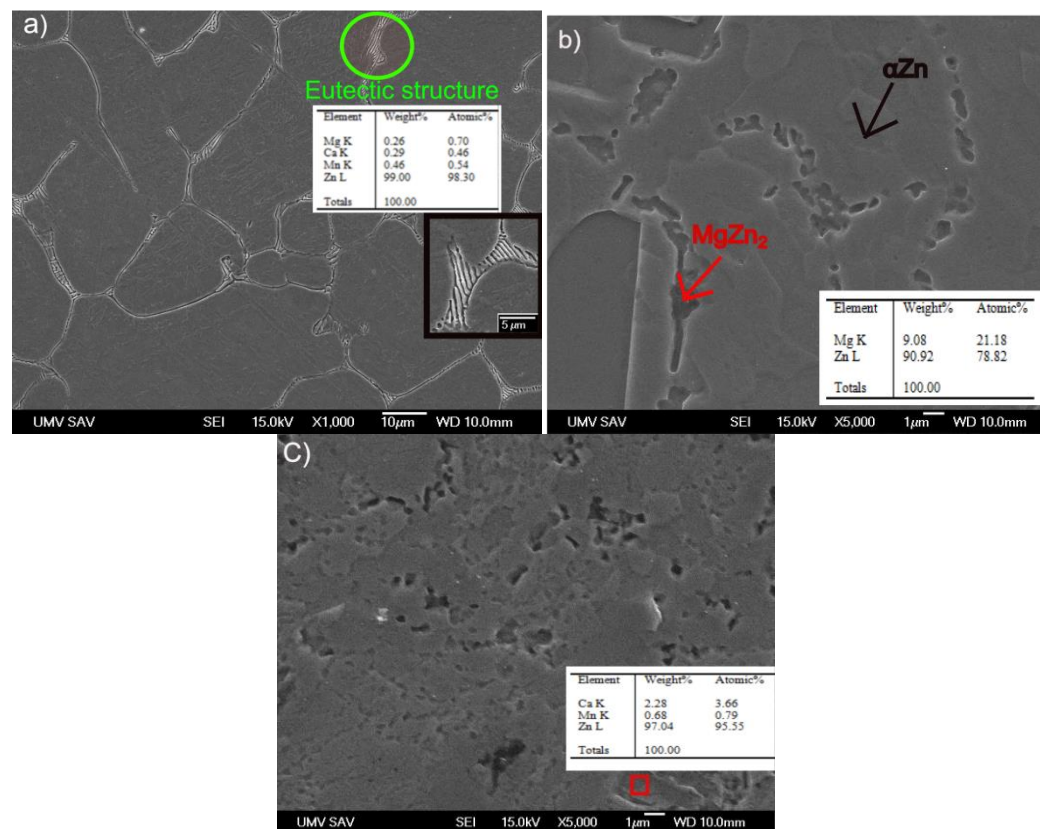 a)
Eutectic structure
Element Weight% Atomic%
Mg K 0.26 0.70
Ca K 0.29 0.46
Mn K 0.46 0.54
Zn L 99.00 98.30
Totals 100.00
5 µm
UMV SAV SEI 15.0kV X1,000 10µm WD 10.0mm
b)
αZn
MgZn₂
Element Weight% Atomic%
Mg K 9.08 21.18
Zn L 90.92 78.82
Totals 100.00
UMV SAV SEI 15.0kV X5,000 1µm WD 10.0mm
C)
Element Weight% Atomic%
Ca K 2.28 3.66
Mn K 0.68 0.79
Zn L 97.04 95.55
Totals 100.00
UMV SAV SEI 15.0kV X5,000 1µm WD 10.0mm